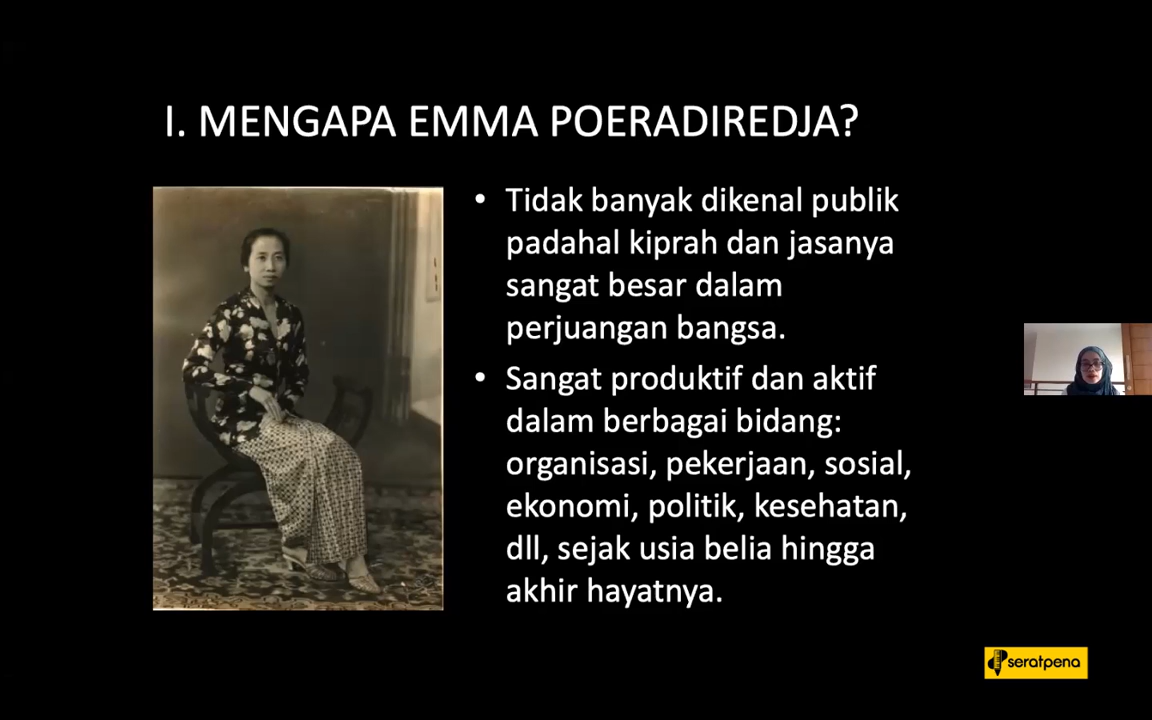 I. MENGAPA EMMA POERADIREDJA?
• Tidak banyak dikenal publik
padahal kiprah dan jasanya
sangat besar dalam
perjuangan bangsa.
• Sangat produktif dan aktif
dalam berbagai bidang:
organisasi, pekerjaan, sosial,
ekonomi, politik, kesehatan,
dll, sejak usia belia hingga
akhir hayatnya.
seratpena